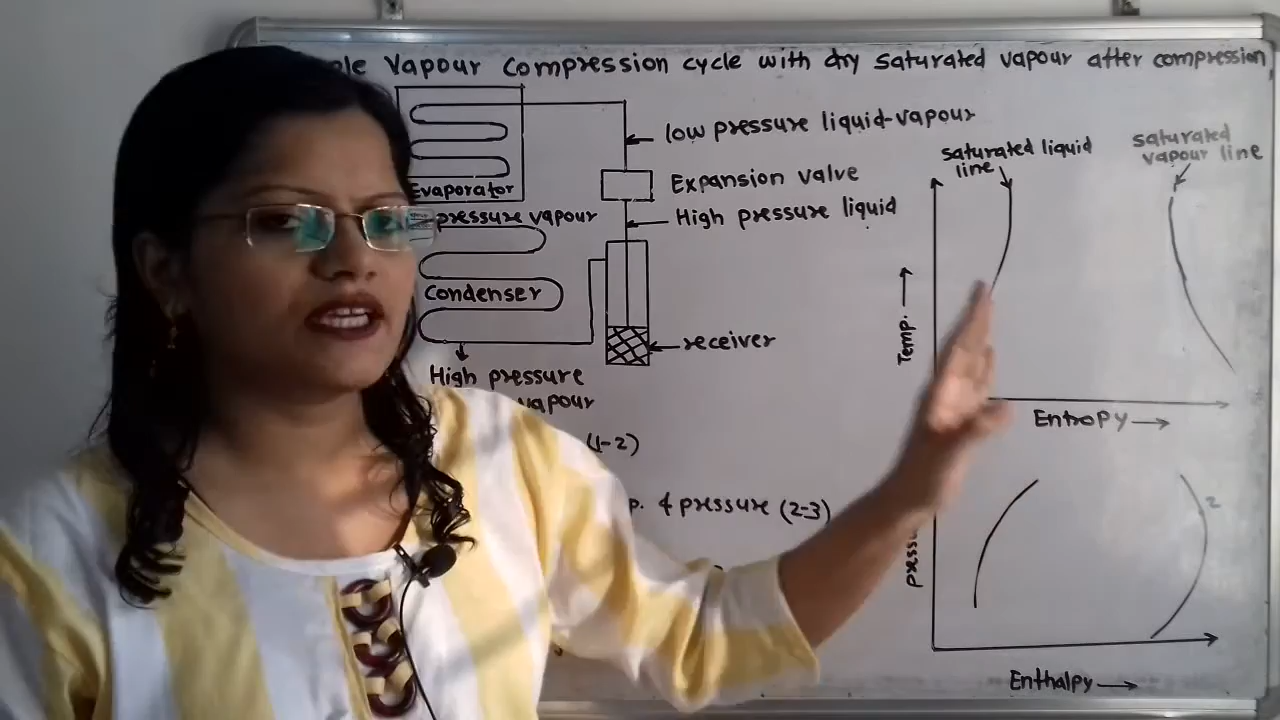 Vapour compression cycle with dry saturated vapour after compression
low pressure liquid-vapour
Expansion valve
High pressure liquid
Evaporator
pressure vapour
Condenser
receiver
High pressure
vapour
(1-2)
p. & pressure (2-3)
saturated liquid
line
saturated
vapour line
Temp.
Entropy
2
Enthalpy